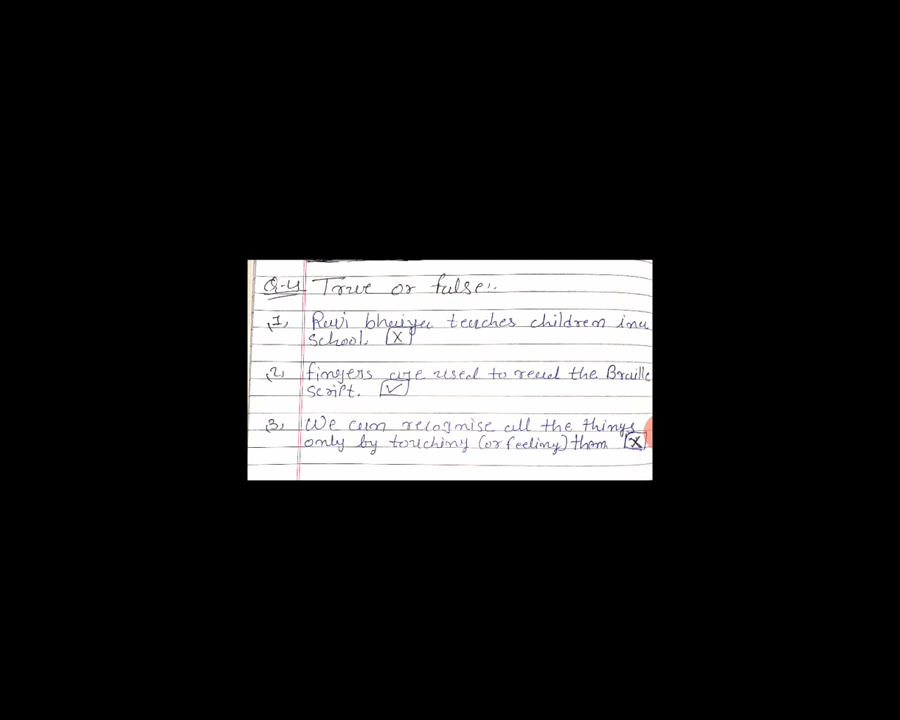 Q-4 True or false:.
1, Ravi bhaiya teaches children in a
school. [X]
2, fingers are used to read the Braille
script. [✓]
3, We can recognise all the things
only by touching (or feeling) them [X]